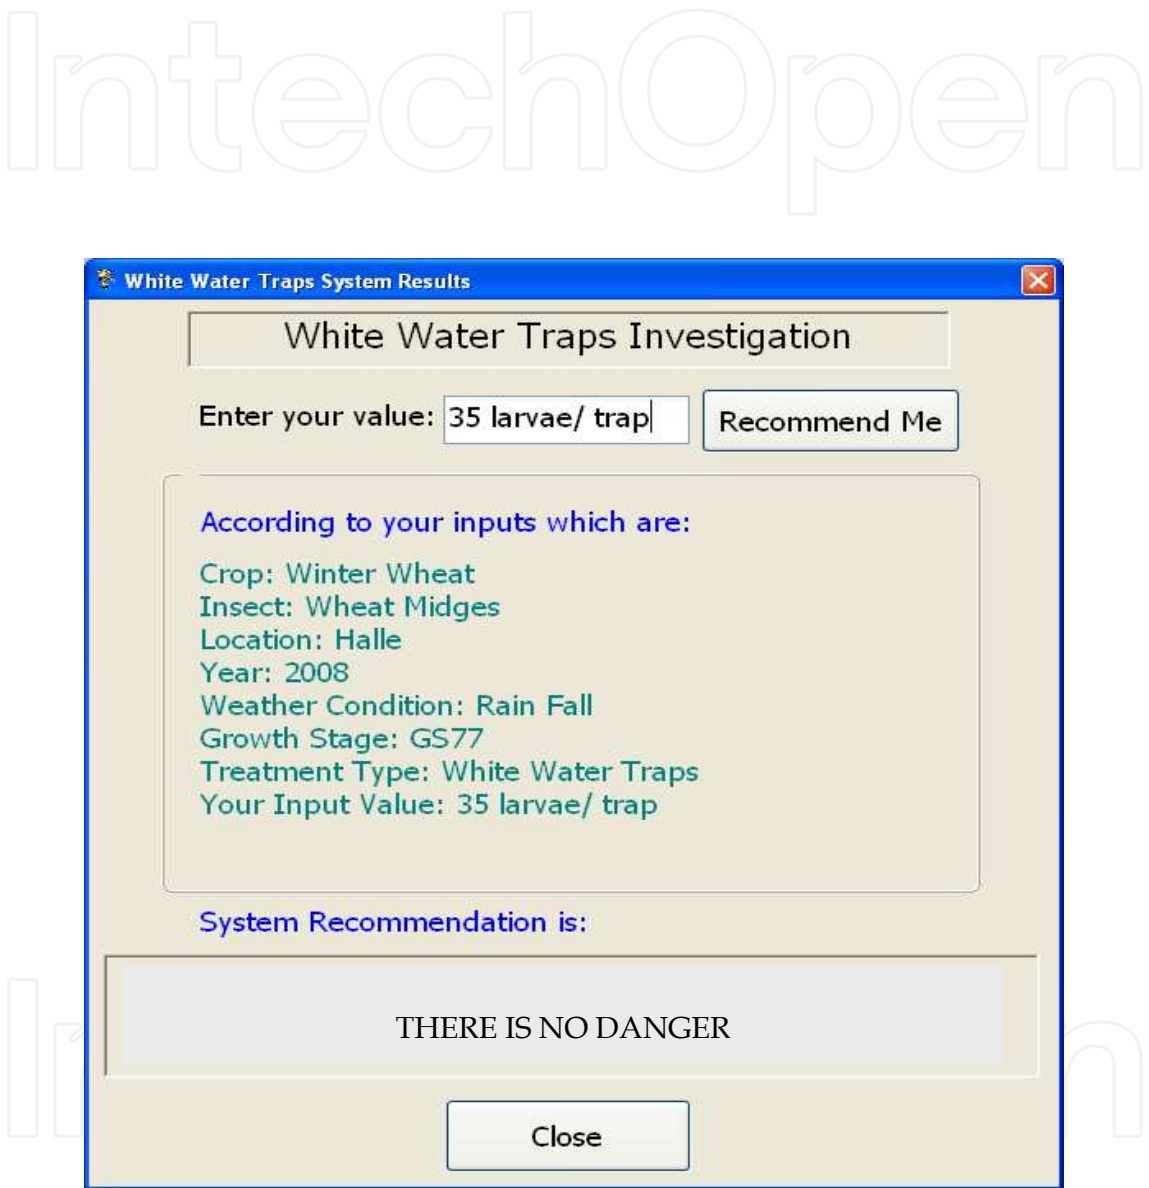 IntechOpen
White Water Traps System Results
White Water Traps Investigation
Enter your value: 35 larvae/ trap Recommend Me
According to your inputs which are:
Crop: Winter Wheat
Insect: Wheat Midges
Location: Halle
Year: 2008
Weather Condition: Rain Fall
Growth Stage: GS77
Treatment Type: White Water Traps
Your Input Value: 35 larvae/ trap
System Recommendation is:
THERE IS NO DANGER
Close